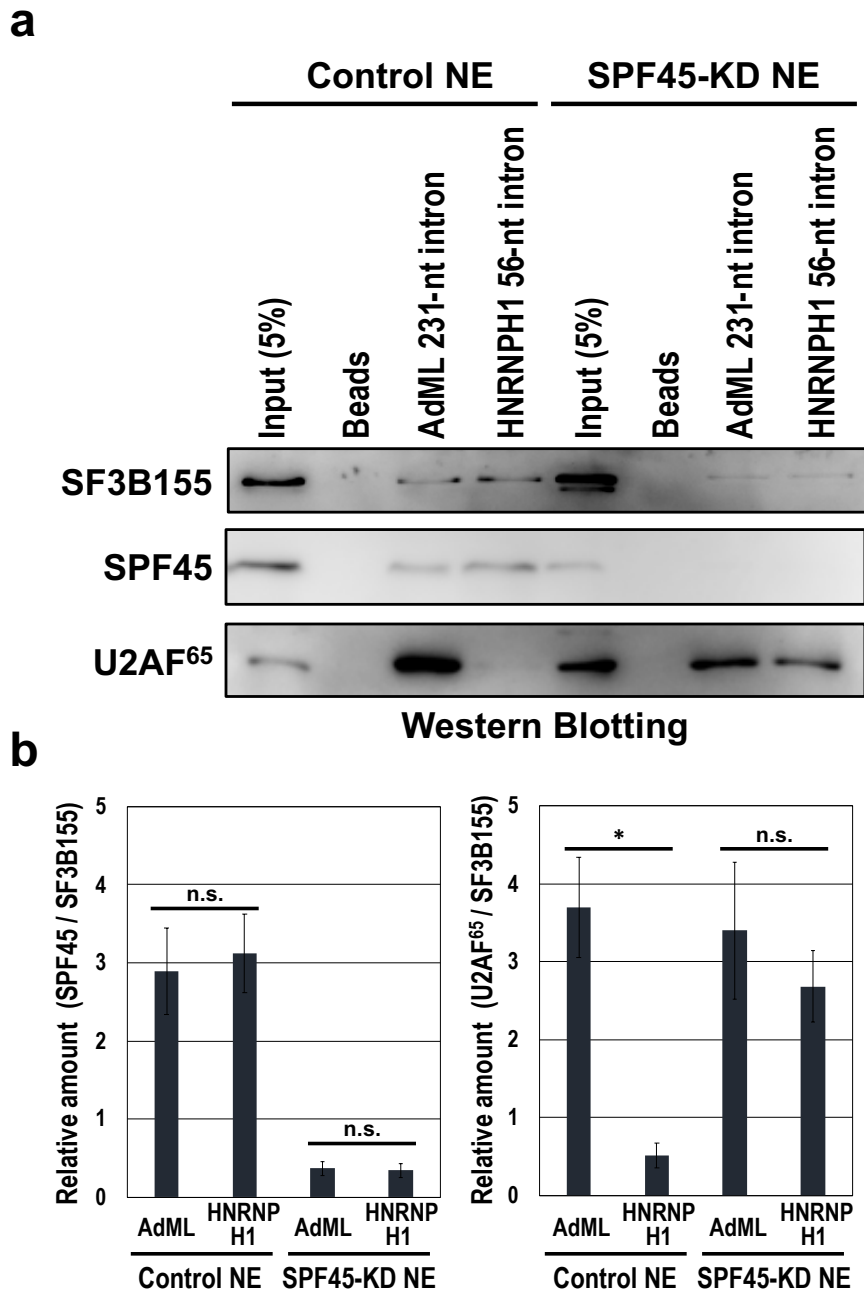 a
Control NE SPF45-KD NE
Input (5%)
Beads
AdML 231-nt intron
HNRNPH1 56-nt intron
Input (5%)
Beads
AdML 231-nt intron
HNRNPH1 56-nt intron
SF3B155
SPF45
U2AF⁶⁵
Western Blotting
b
Relative amount (SPF45 / SF3B155)
5
4
3
2
1
0
n.s.
n.s.
AdML
HNRNP
H1
AdML
HNRNP
H1
Control NE SPF45-KD NE
Relative amount (U2AF⁶⁵ / SF3B155)
5
4
3
2
1
0
*
n.s.
AdML
HNRNP
H1
AdML
HNRNP
H1
Control NE SPF45-KD NE